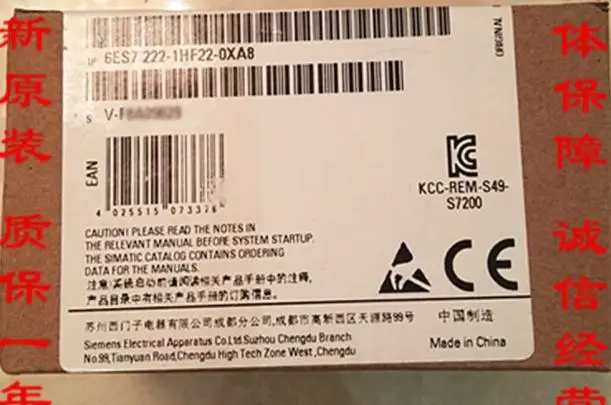 新原装 质保一年
ORIGINAL
1P 6ES7 222-1HF22-0XA8
S V-F
EAN
4 025515 073376
KCC-REM-S49-
S7200
CAUTION! PLEASE READ THE NOTES IN
THE RELEVANT MANUAL BEFORE SYSTEM STARTUP.
THE SIMATIC CATALOG CONTAINS ORDERING
DATA FOR THE MANUALS.
注意:系统启动前请阅读相关产品手册中的注释,
产品目录中有相关产品手册的订购信息。
CE
苏州西门子电器有限公司成都分公司,成都市高新西区天源路99号
中国制造
Siemens Electrical Apparatus Co.Ltd.Suzhou Chengdu Branch
No.99,Tianyuan Road,Chengdu High Tech Zone West ,Chengdu
Made in China
体保障 诚信经营